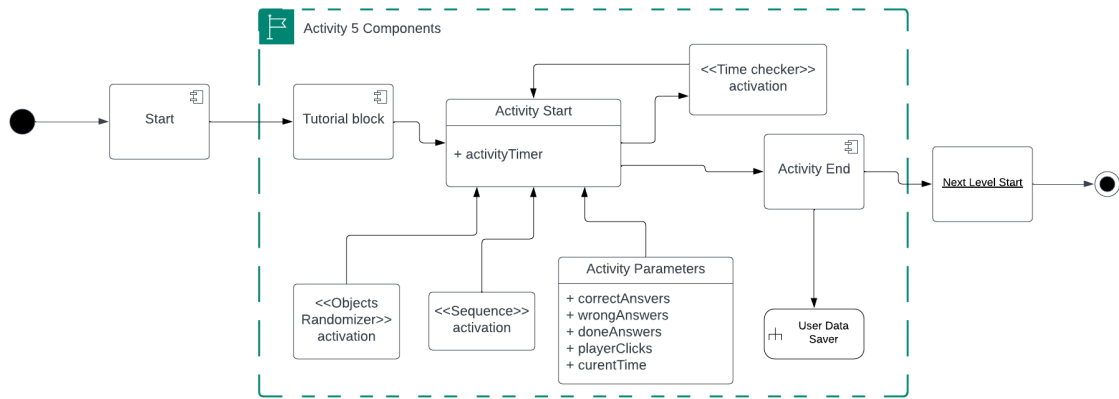 Activity 5 Components
Start
Tutorial block
Activity Start
+ activityTimer
<<Time checker>>
activation
Activity End
Next Level Start
<<Objects
Randomizer>>
activation
<<Sequence>>
activation
Activity Parameters
+ correctAnsvers
+ wrongAnswers
+ doneAnswers
+ playerClicks
+ curentTime
User Data
Saver